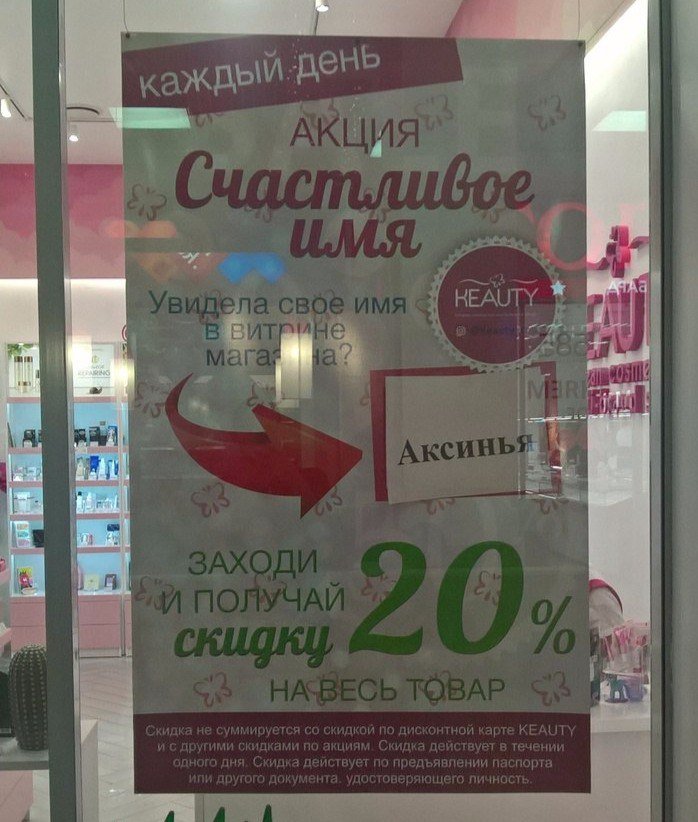 каждый день
АКЦИЯ
Счастливое
имя
Увидела свое имя
в витрине
магазина?
KEAUTY
Аксинья
ЗАХОДИ
И ПОЛУЧАЙ
скидку 20%
НА ВЕСЬ ТОВАР
Скидка не суммируется со скидкой по дисконтной карте KEAUTY
и с другими скидками по акциям. Скидка действует в течении
одного дня. Скидка действует по предъявлении паспорта
или другого документа, удостоверяющего личность.
REPAIRING